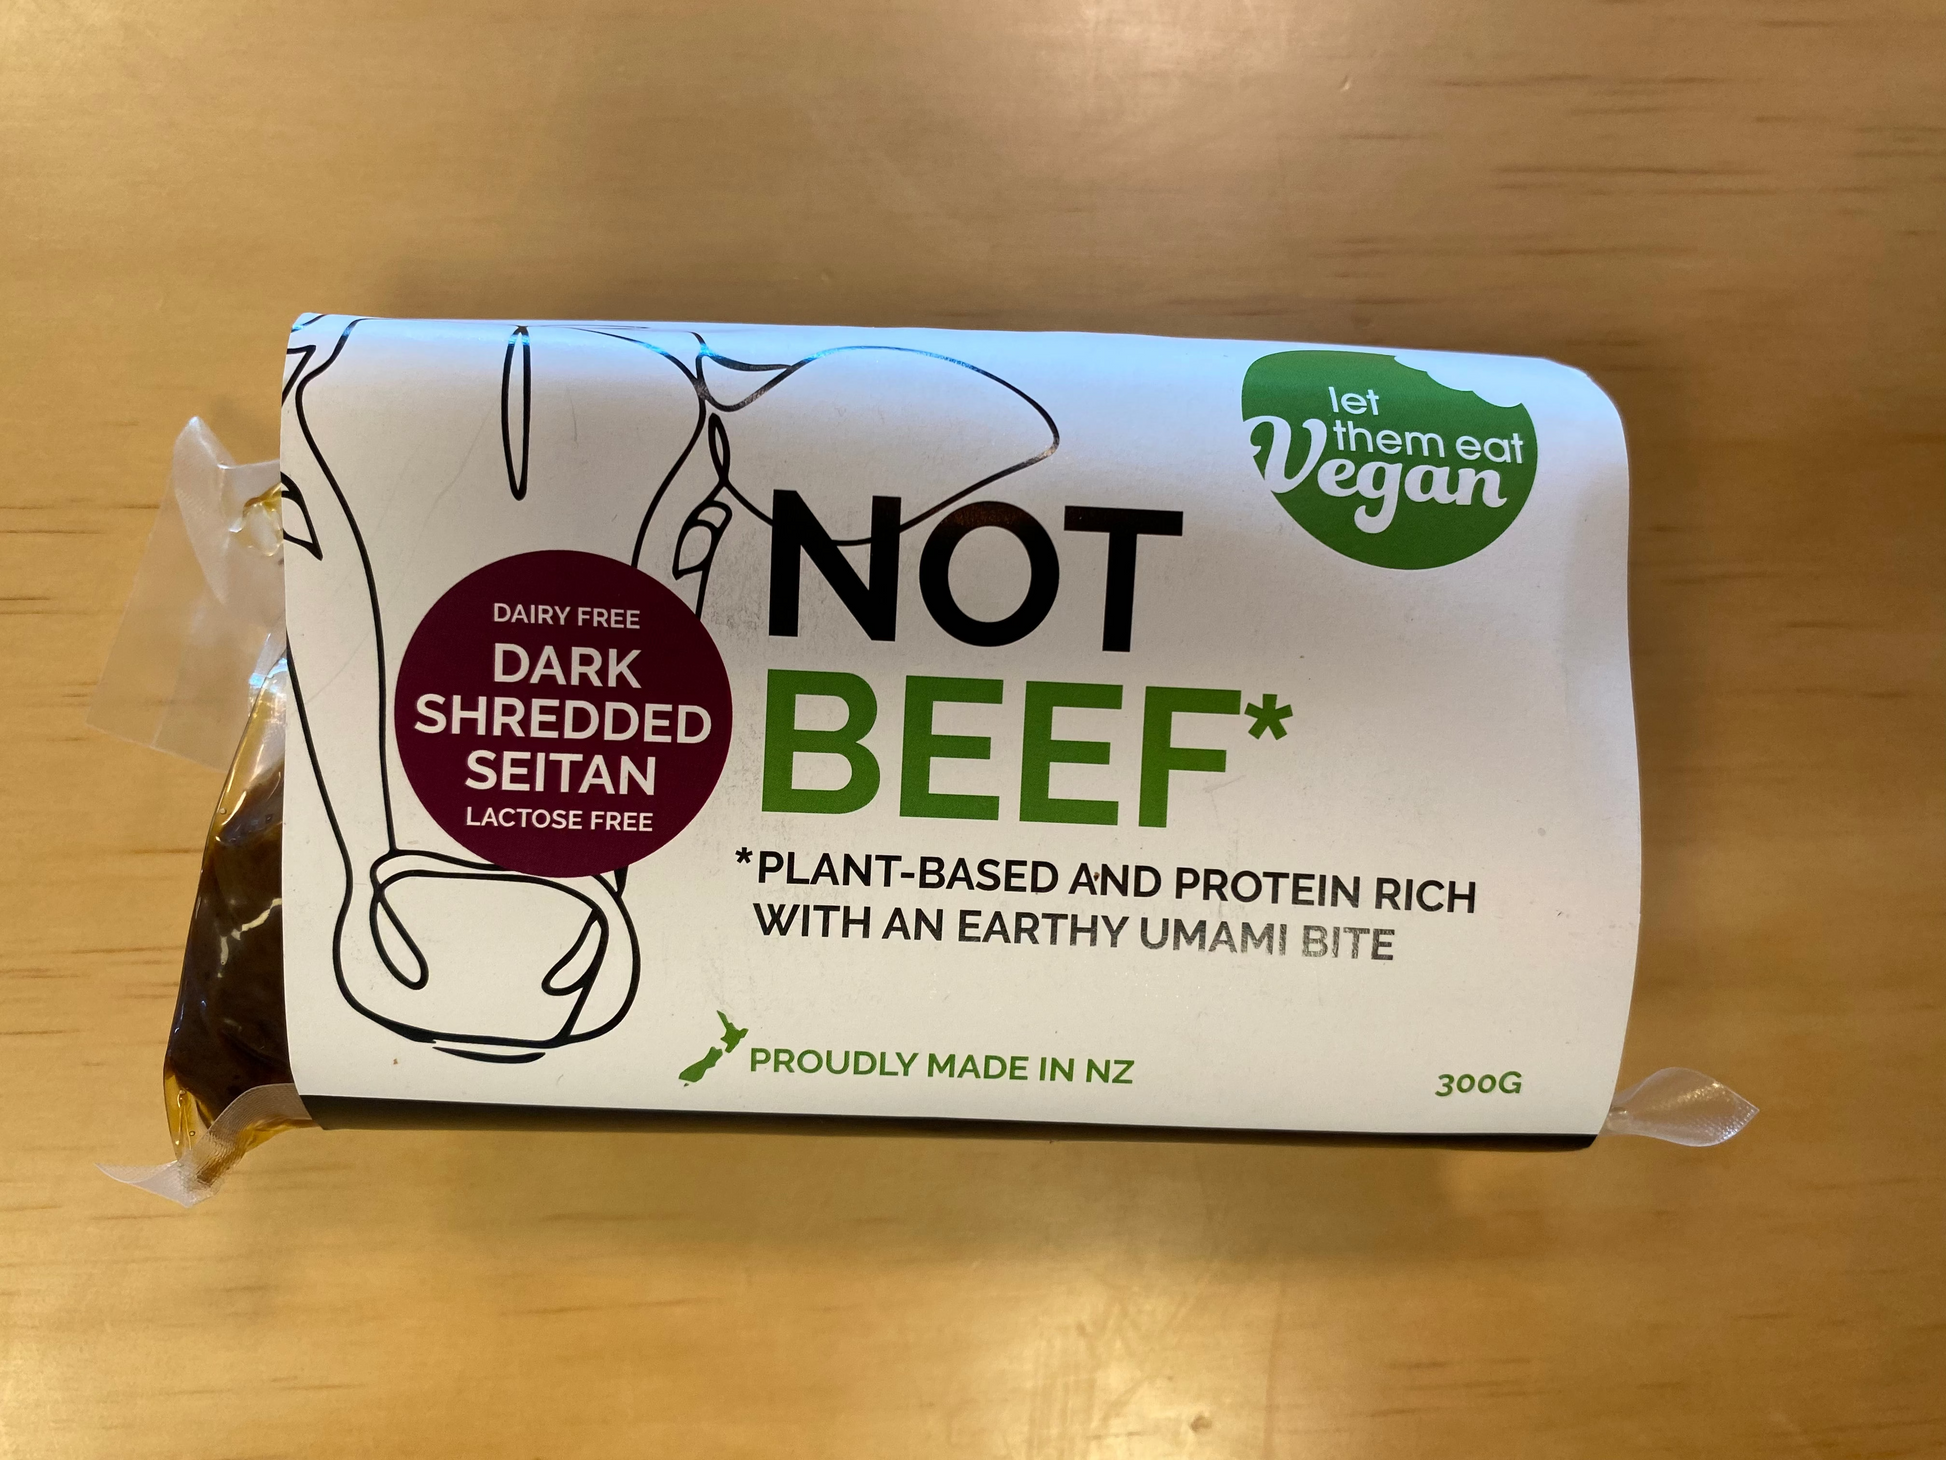 let
them eat
Vegan
NOT
BEEF*
DAIRY FREE
DARK
SHREDDED
SEITAN
LACTOSE FREE
*PLANT-BASED AND PROTEIN RICH
WITH AN EARTHY UMAMI BITE
PROUDLY MADE IN NZ
300G